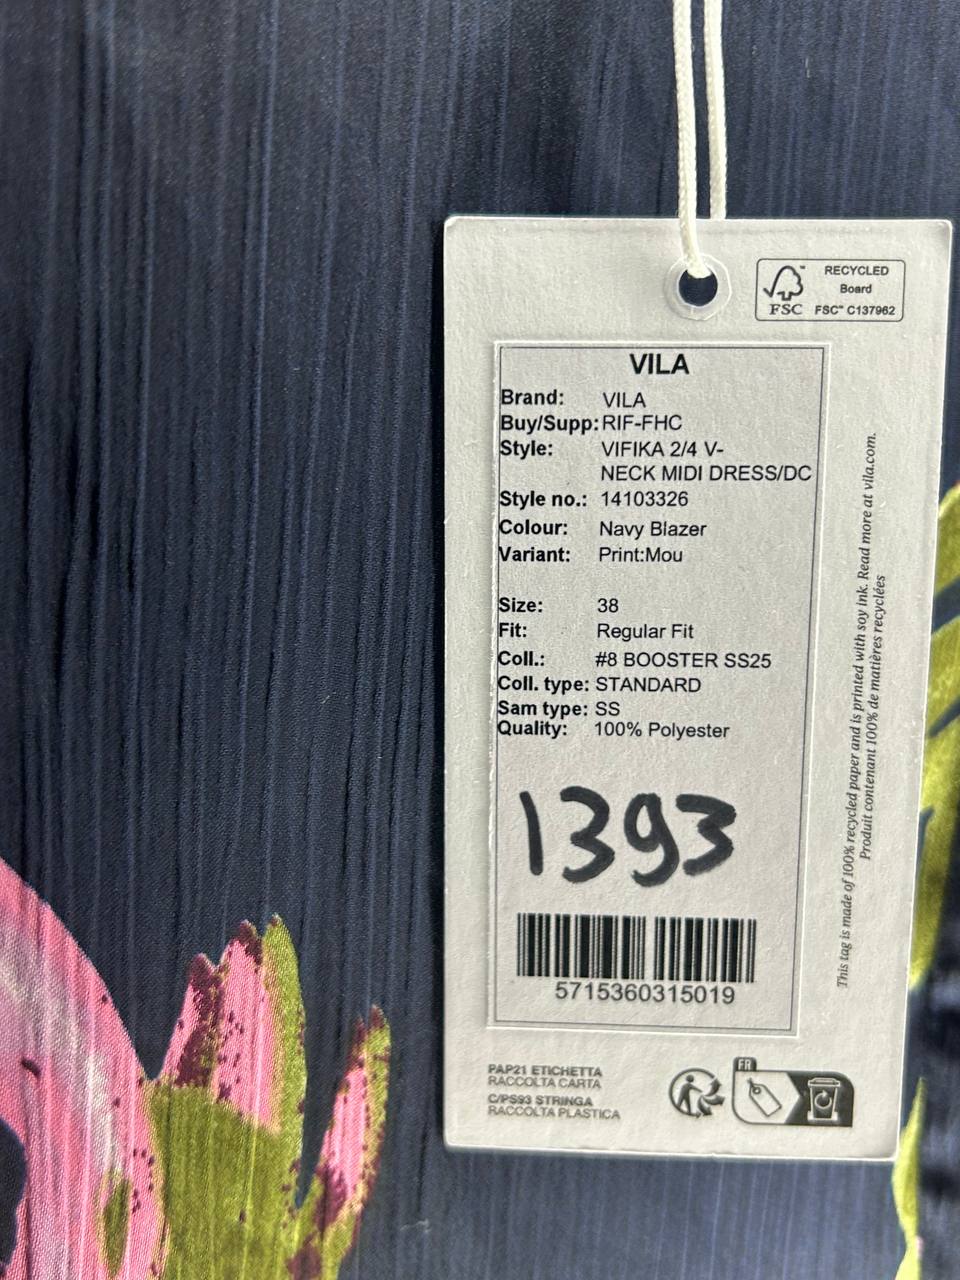 RECYCLED
Board
FSC™ C137962
FSC
VILA
Brand: VILA
Buy/Supp: RIF-FHC
Style: VIFIKA 2/4 V-
NECK MIDI DRESS/DC
Style no.: 14103326
Colour: Navy Blazer
Variant: Print:Mou
Size: 38
Fit: Regular Fit
Coll.: #8 BOOSTER SS25
Coll. type: STANDARD
Sam type: SS
Quality: 100% Polyester
1393
5715360315019
This tag is made of 100% recycled paper and is printed with soy ink. Read more at vila.com.
Produit contenant 100% de matières recyclées
PAP21 ETICHETTA
RACCOLTA CARTA
C/PS93 STRINGA
RACCOLTA PLASTICA
FR